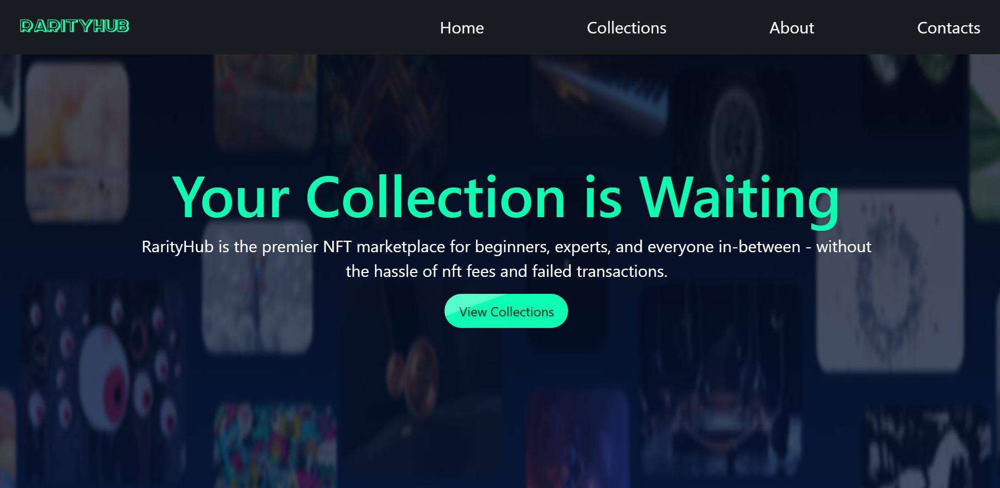 RARITYHUB
Home
Collections
About
Contacts
Your Collection is Waiting
RarityHub is the premier NFT marketplace for beginners, experts, and everyone in-between - without
the hassle of nft fees and failed transactions.
View Collections